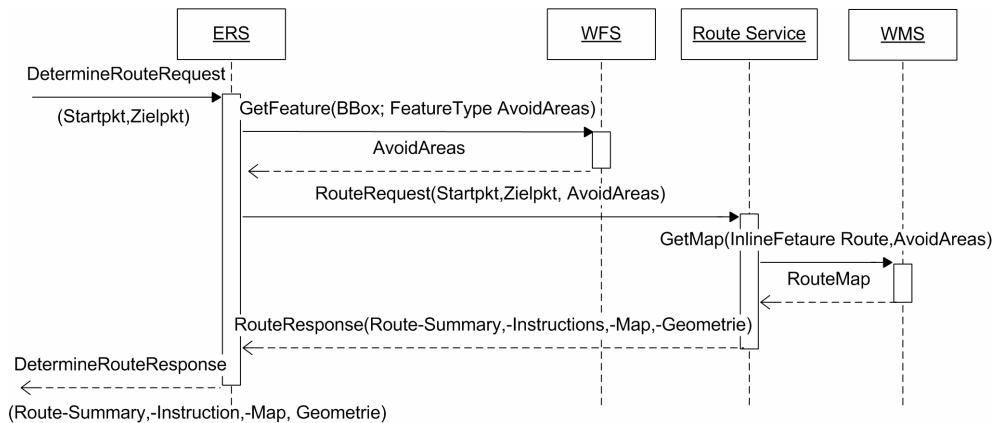 ERS
WFS
Route Service
WMS
DetermineRouteRequest
(Startpkt,Zielpkt)
GetFeature(BBox; FeatureType AvoidAreas)
AvoidAreas
RouteRequest(Startpkt,Zielpkt, AvoidAreas)
GetMap(InlineFetaure Route,AvoidAreas)
RouteMap
RouteResponse(Route-Summary,-Instructions,-Map,-Geometrie)
DetermineRouteResponse
(Route-Summary,-Instruction,-Map, Geometrie)